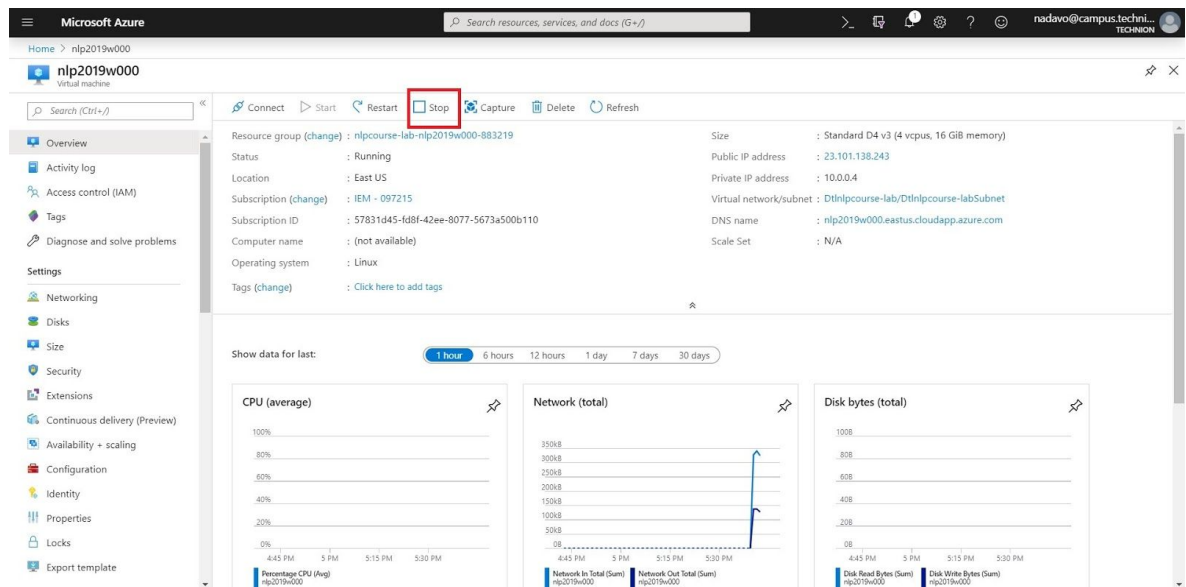 Microsoft Azure
Search resources, services, and docs (G+/)
1
nadavo@campus.techni...
TECHNION
Home > nlp2019w000
nlp2019w000
Virtual machine
Search (Ctrl+/)
«
Connect Start Restart Stop Capture Delete Refresh
Overview
Activity log
Access control (IAM)
Tags
Diagnose and solve problems
Settings
Networking
Disks
Size
Security
Extensions
Continuous delivery (Preview)
Availability + scaling
Configuration
Identity
Properties
Locks
Export template
Resource group (change) : nlpcourse-lab-nlp2019w000-883219
Status : Running
Location : East US
Subscription (change) : IEM - 097215
Subscription ID : 57831d45-fd8f-42ee-8077-5673a500b110
Computer name : (not available)
Operating system : Linux
Tags (change) : Click here to add tags
Size : Standard D4 v3 (4 vcpus, 16 GiB memory)
Public IP address : 23.101.138.243
Private IP address : 10.0.0.4
Virtual network/subnet : Dtlnlpcourse-lab/Dtlnlpcourse-labSubnet
DNS name : nlp2019w000.eastus.cloudapp.azure.com
Scale Set : N/A
Show data for last: 1 hour 6 hours 12 hours 1 day 7 days 30 days
CPU (average)
100%
80%
60%
40%
20%
0%
4:45 PM 5 PM 5:15 PM 5:30 PM
Percentage CPU (Avg)
nlp2019w000
Network (total)
350kB
300kB
250kB
200kB
150kB
100kB
50kB
0B
4:45 PM 5 PM 5:15 PM 5:30 PM
Network In Total (Sum) Network Out Total (Sum)
nlp2019w000 nlp2019w000
Disk bytes (total)
100B
80B
60B
40B
20B
0B
4:45 PM 5 PM 5:15 PM 5:30 PM
Disk Read Bytes (Sum) Disk Write Bytes (Sum)
nlp2019w000 nlp2019w000